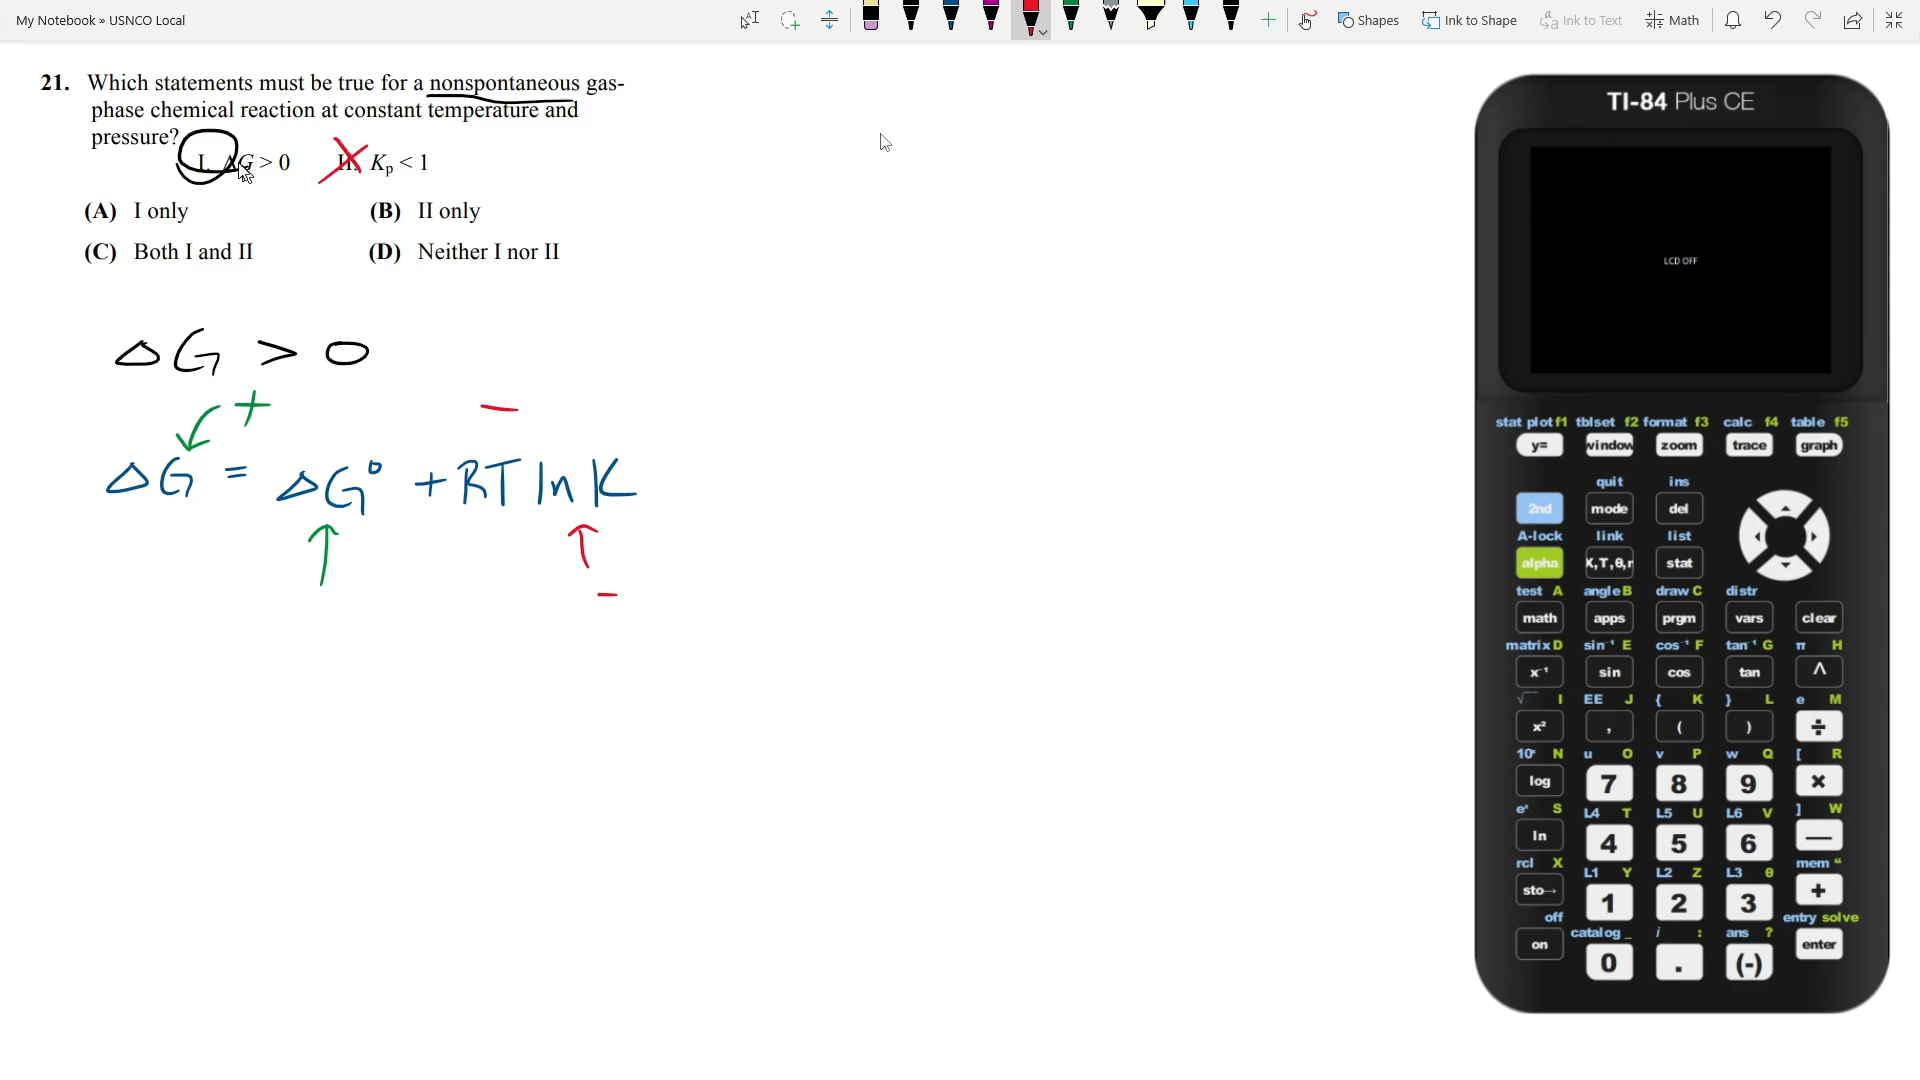 My Notebook » USNCO Local
Shapes
Ink to Shape
Ink to Text
Math
21. Which statements must be true for a nonspontaneous gas-
phase chemical reaction at constant temperature and
pressure?
I. ΔG > 0 II. Kp < 1
(A) I only (B) II only
(C) Both I and II (D) Neither I nor II
ΔG > 0
+ −
ΔG = ΔG° + RT ln K
−
TI-84 Plus CE
LCD OFF
stat plot f1 tblset f2 format f3 calc f4 table f5
y= window zoom trace graph
quit ins
2nd mode del
A-lock link list
alpha X,T,θ,n stat
test A angle B draw C distr
math apps prgm vars clear
matrix D sin⁻¹ E cos⁻¹ F tan⁻¹ G π H
x⁻¹ sin cos tan ^
√ I EE J { K } L e M
x² , ( ) ÷
10ˣ N u O v P w Q [ R
log 7 8 9 ×
eˣ S L4 T L5 U L6 V ] W
ln 4 5 6 —
rcl X L1 Y L2 Z L3 θ mem "
sto→ 1 2 3 +
off catalog _ i : ans ? entry solve
on 0 . (-) enter